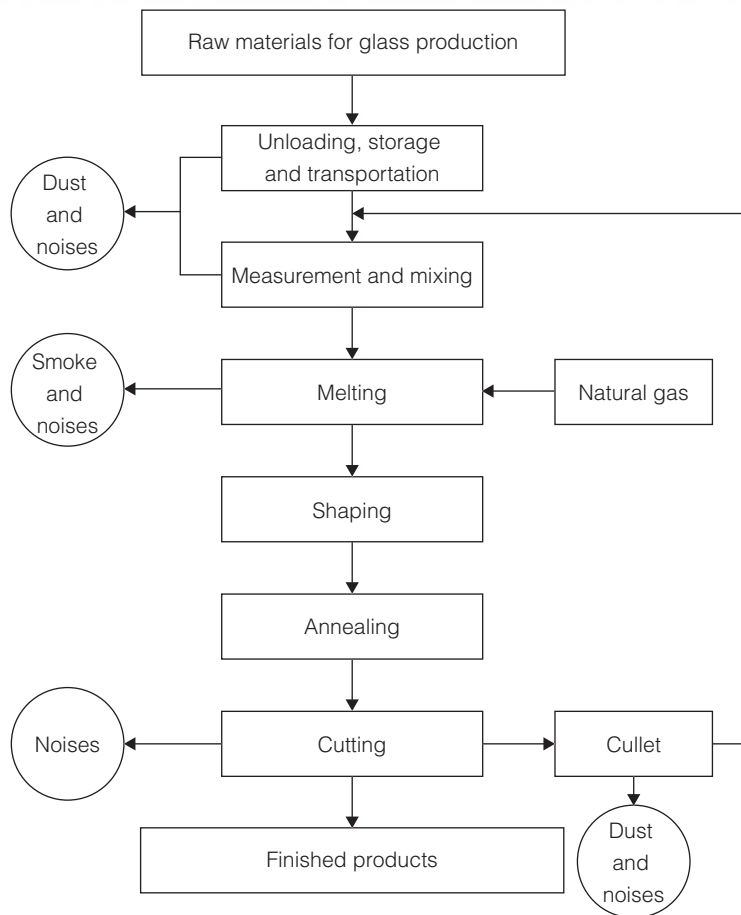 Raw materials for glass production
Unloading, storage
and transportation
Dust
and
noises
Measurement and mixing
Smoke
and
noises
Melting
Natural gas
Shaping
Annealing
Noises
Cutting
Cullet
Finished products
Dust
and
noises